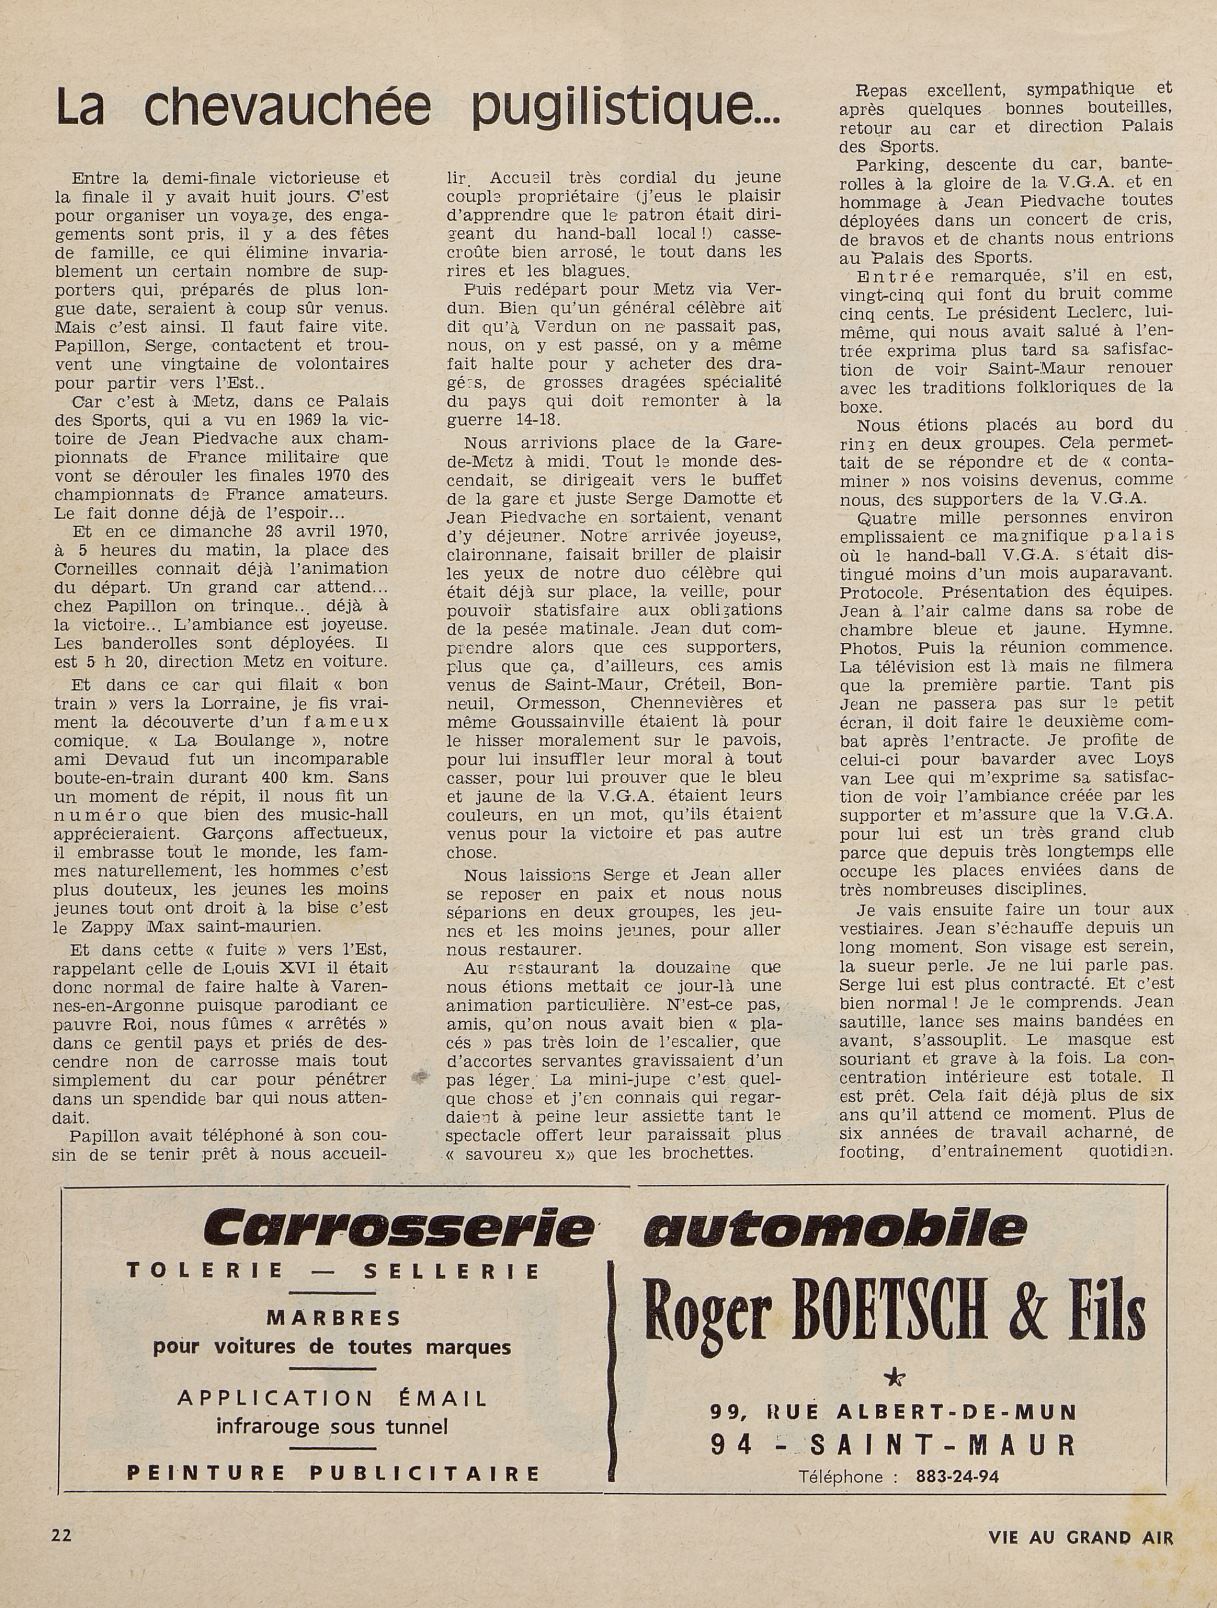 La chevauchée pugilistique...
Entre la demi-finale victorieuse et
la finale il y avait huit jours. C'est
pour organiser un voyage, des enga-
gements sont pris, il y a des fêtes
de famille, ce qui élimine invaria-
blement un certain nombre de sup-
porters qui, préparés de plus lon-
gue date, seraient à coup sûr venus.
Mais c'est ainsi. Il faut faire vite.
Papillon, Serge, contactent et trou-
vent une vingtaine de volontaires
pour partir vers l'Est..
Car c'est à Metz, dans ce Palais
des Sports, qui a vu en 1969 la vic-
toire de Jean Piedvache aux cham-
pionnats de France militaire que
vont se dérouler les finales 1970 des
championnats de France amateurs.
Le fait donne déjà de l'espoir...
Et en ce dimanche 26 avril 1970,
à 5 heures du matin, la place des
Corneilles connait déjà l'animation
du départ. Un grand car attend...
chez Papillon on trinque... déjà à
la victoire... L'ambiance est joyeuse.
Les banderolles sont déployées. Il
est 5 h 20, direction Metz en voiture.
Et dans ce car qui filait « bon
train » vers la Lorraine, je fis vrai-
ment la découverte d'un fameux
comique. « La Boulange », notre
ami Devaud fut un incomparable
boute-en-train durant 400 km. Sans
un moment de répit, il nous fit un
numéro que bien des music-hall
apprécieraient. Garçons affectueux,
il embrasse tout le monde, les fam-
mes naturellement, les hommes c'est
plus douteux, les jeunes les moins
jeunes tout ont droit à la bise c'est
le Zappy Max saint-maurien.
Et dans cette « fuite » vers l'Est,
rappelant celle de Louis XVI il était
donc normal de faire halte à Varen-
nes-en-Argonne puisque parodiant ce
pauvre Roi, nous fûmes « arrêtés »
dans ce gentil pays et priés de des-
cendre non de carrosse mais tout
simplement du car pour pénétrer
dans un spendide bar qui nous atten-
dait.
Papillon avait téléphoné à son cou-
sin de se tenir prêt à nous accueil-
lir. Accueil très cordial du jeune
couple propriétaire (j'eus le plaisir
d'apprendre que le patron était diri-
geant du hand-ball local !) casse-
croûte bien arrosé, le tout dans les
rires et les blagues.
Puis redépart pour Metz via Ver-
dun. Bien qu'un général célèbre ait
dit qu'à Verdun on ne passait pas,
nous, on y est passé, on y a même
fait halte pour y acheter des dra-
gées, de grosses dragées spécialité
du pays qui doit remonter à la
guerre 14-18.
Nous arrivions place de la Gare-
de-Metz à midi. Tout le monde des-
cendait, se dirigeait vers le buffet
de la gare et juste Serge Damotte et
Jean Piedvache en sortaient, venant
d'y déjeuner. Notre arrivée joyeuse,
claironnane, faisait briller de plaisir
les yeux de notre duo célèbre qui
était déjà sur place, la veille, pour
pouvoir statisfaire aux obligations
de la pesée matinale. Jean dut com-
prendre alors que ces supporters,
plus que ça, d'ailleurs, ces amis
venus de Saint-Maur, Créteil, Bon-
neuil, Ormesson, Chennevières et
même Goussainville étaient là pour
le hisser moralement sur le pavois,
pour lui insuffler leur moral à tout
casser, pour lui prouver que le bleu
et jaune de la V.G.A. étaient leurs
couleurs, en un mot, qu'ils étaient
venus pour la victoire et pas autre
chose.
Nous laissions Serge et Jean aller
se reposer en paix et nous nous
séparions en deux groupes, les jeu-
nes et les moins jeunes, pour aller
nous restaurer.
Au restaurant la douzaine que
nous étions mettait ce jour-là une
animation particulière. N'est-ce pas,
amis, qu'on nous avait bien « pla-
cés » pas très loin de l'escalier, que
d'accortes servantes gravissaient d'un
pas léger. La mini-jupe c'est quel-
que chose et j'en connais qui regar-
daient à peine leur assiette tant le
spectacle offert leur paraissait plus
« savoureu x» que les brochettes.
Repas excellent, sympathique et
après quelques bonnes bouteilles,
retour au car et direction Palais
des Sports.
Parking, descente du car, bante-
rolles à la gloire de la V.G.A. et en
hommage à Jean Piedvache toutes
déployées dans un concert de cris,
de bravos et de chants nous entrions
au Palais des Sports.
Entrée remarquée, s'il en est,
vingt-cinq qui font du bruit comme
cinq cents. Le président Leclerc, lui-
même, qui nous avait salué à l'en-
trée exprima plus tard sa safisfac-
tion de voir Saint-Maur renouer
avec les traditions folkloriques de la
boxe.
Nous étions placés au bord du
ring en deux groupes. Cela permet-
tait de se répondre et de « conta-
miner » nos voisins devenus, comme
nous, des supporters de la V.G.A.
Quatre mille personnes environ
emplissaient ce magnifique palais
où le hand-ball V.G.A. s'était dis-
tingué moins d'un mois auparavant.
Protocole. Présentation des équipes.
Jean à l'air calme dans sa robe de
chambre bleue et jaune. Hymne.
Photos. Puis la réunion commence.
La télévision est là mais ne filmera
que la première partie. Tant pis
Jean ne passera pas sur le petit
écran, il doit faire le deuxième com-
bat après l'entracte. Je profite de
celui-ci pour bavarder avec Loys
van Lee qui m'exprime sa satisfac-
tion de voir l'ambiance créée par les
supporter et m'assure que la V.G.A.
pour lui est un très grand club
parce que depuis très longtemps elle
occupe les places enviées dans de
très nombreuses disciplines.
Je vais ensuite faire un tour aux
vestiaires. Jean s'échauffe depuis un
long moment. Son visage est serein,
la sueur perle. Je ne lui parle pas.
Serge lui est plus contracté. Et c'est
bien normal ! Je le comprends. Jean
sautille, lance ses mains bandées en
avant, s'assouplit. Le masque est
souriant et grave à la fois. La con-
centration intérieure est totale. Il
est prêt. Cela fait déjà plus de six
ans qu'il attend ce moment. Plus de
six années de travail acharné, de
footing, d'entraînement quotidien.
Carrosserie automobile
TOLERIE — SELLERIE
MARBRES
pour voitures de toutes marques
APPLICATION ÉMAIL
infrarouge sous tunnel
PEINTURE PUBLICITAIRE
Roger BOETSCH & Fils
99, RUE ALBERT-DE-MUN
94 - SAINT-MAUR
Téléphone : 883-24-94
22
VIE AU GRAND AIR